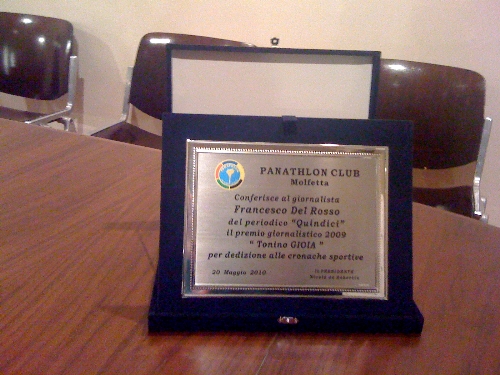 PANATHLON CLUB
Molfetta
Conferisce al giornalista
Francesco Del Rosso
del periodico "Quindici"
il premio giornalistico 2009
" Tonino GIOIA "
per dedizione alle cronache sportive
20 Maggio 2010
IL PRESIDENTE